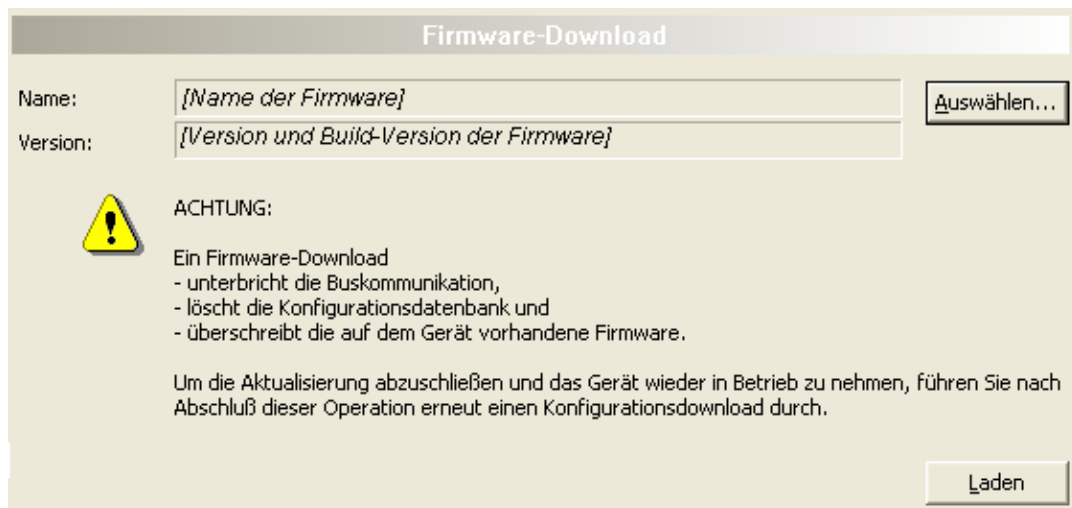 Firmware-Download
Name:
[Name der Firmware]
Auswählen...
Version:
[Version und Build-Version der Firmware]
ACHTUNG:
Ein Firmware-Download
- unterbricht die Buskommunikation,
- löscht die Konfigurationsdatenbank und
- überschreibt die auf dem Gerät vorhandene Firmware.
Um die Aktualisierung abzuschließen und das Gerät wieder in Betrieb zu nehmen, führen Sie nach
Abschluß dieser Operation erneut einen Konfigurationsdownload durch.
Laden